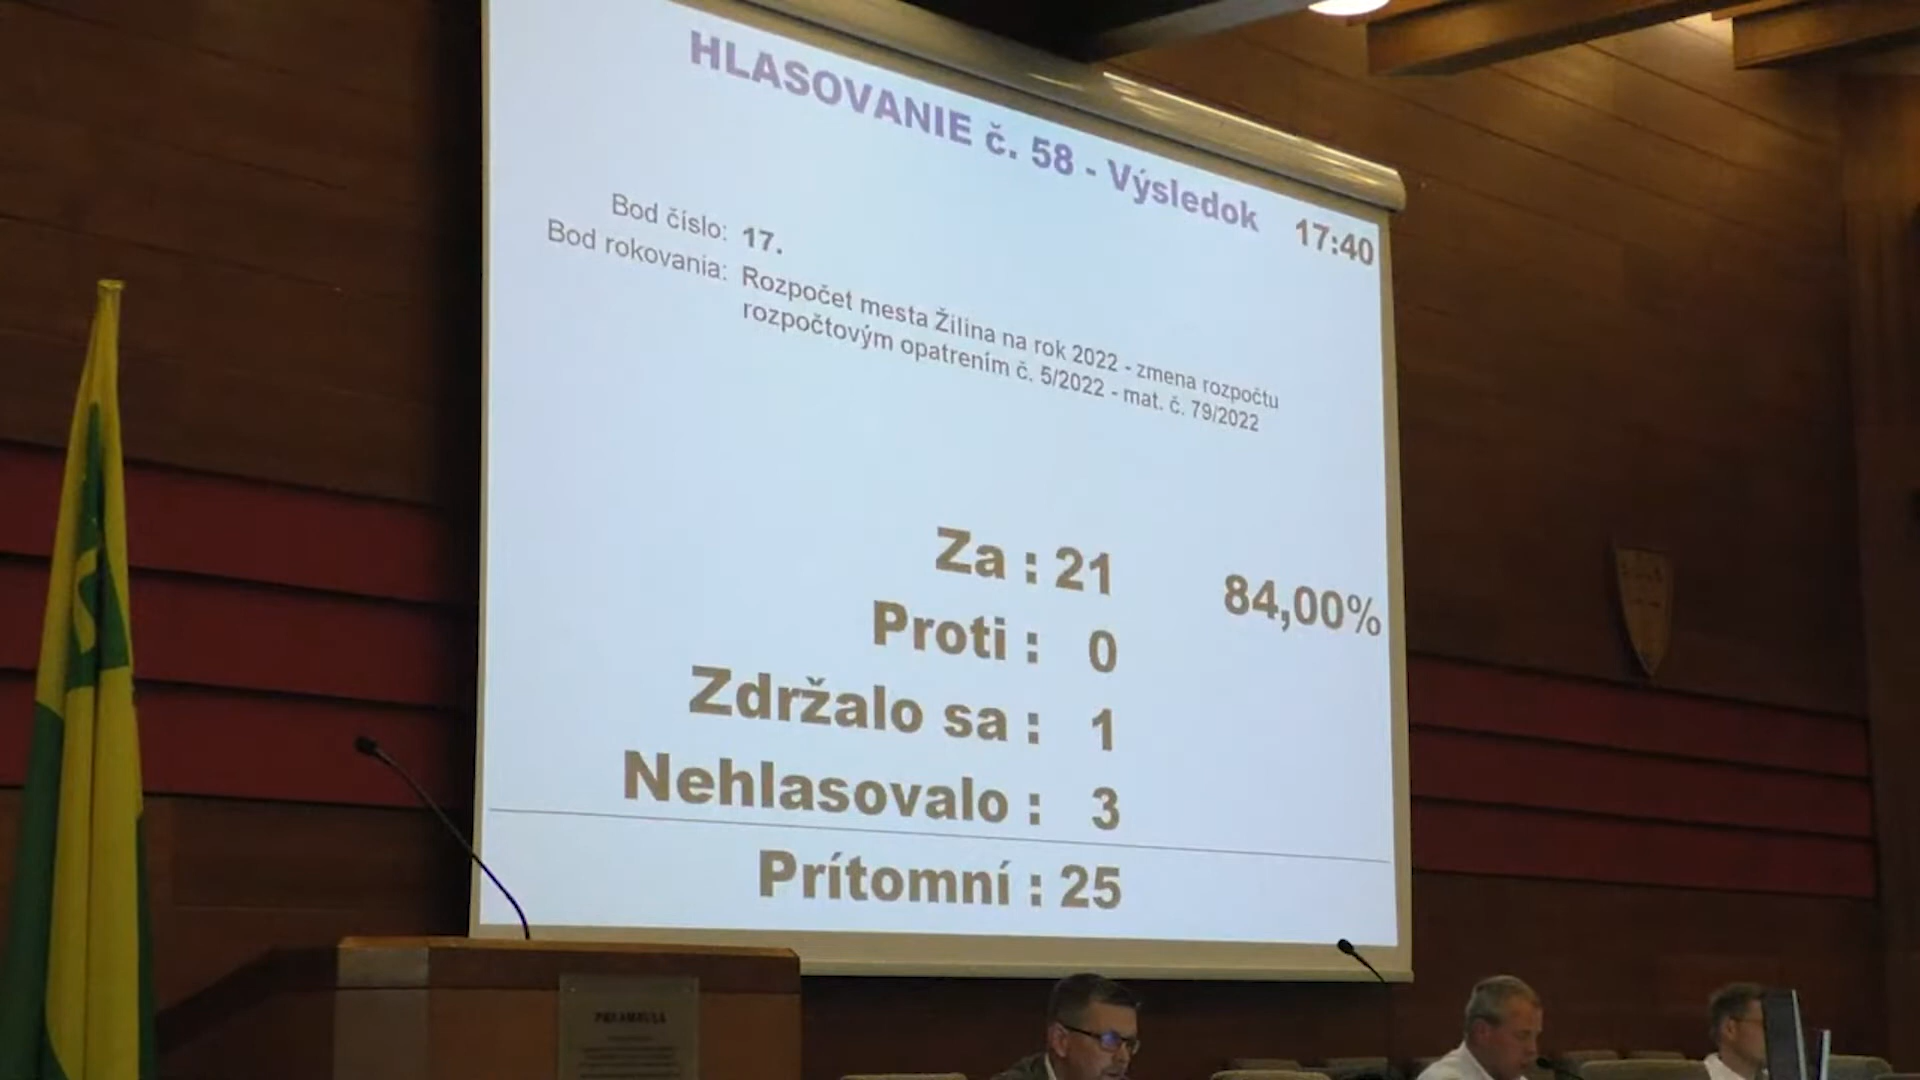 HLASOVANIE č. 58 - Výsledok 17:40
Bod číslo: 17.
Bod rokovania: Rozpočet mesta Žilina na rok 2022 - zmena rozpočtu
rozpočtovým opatrením č. 5/2022 - mat. č. 79/2022
Za : 21 84,00%
Proti : 0
Zdržalo sa : 1
Nehlasovalo : 3
Prítomní : 25
PREAMBULA